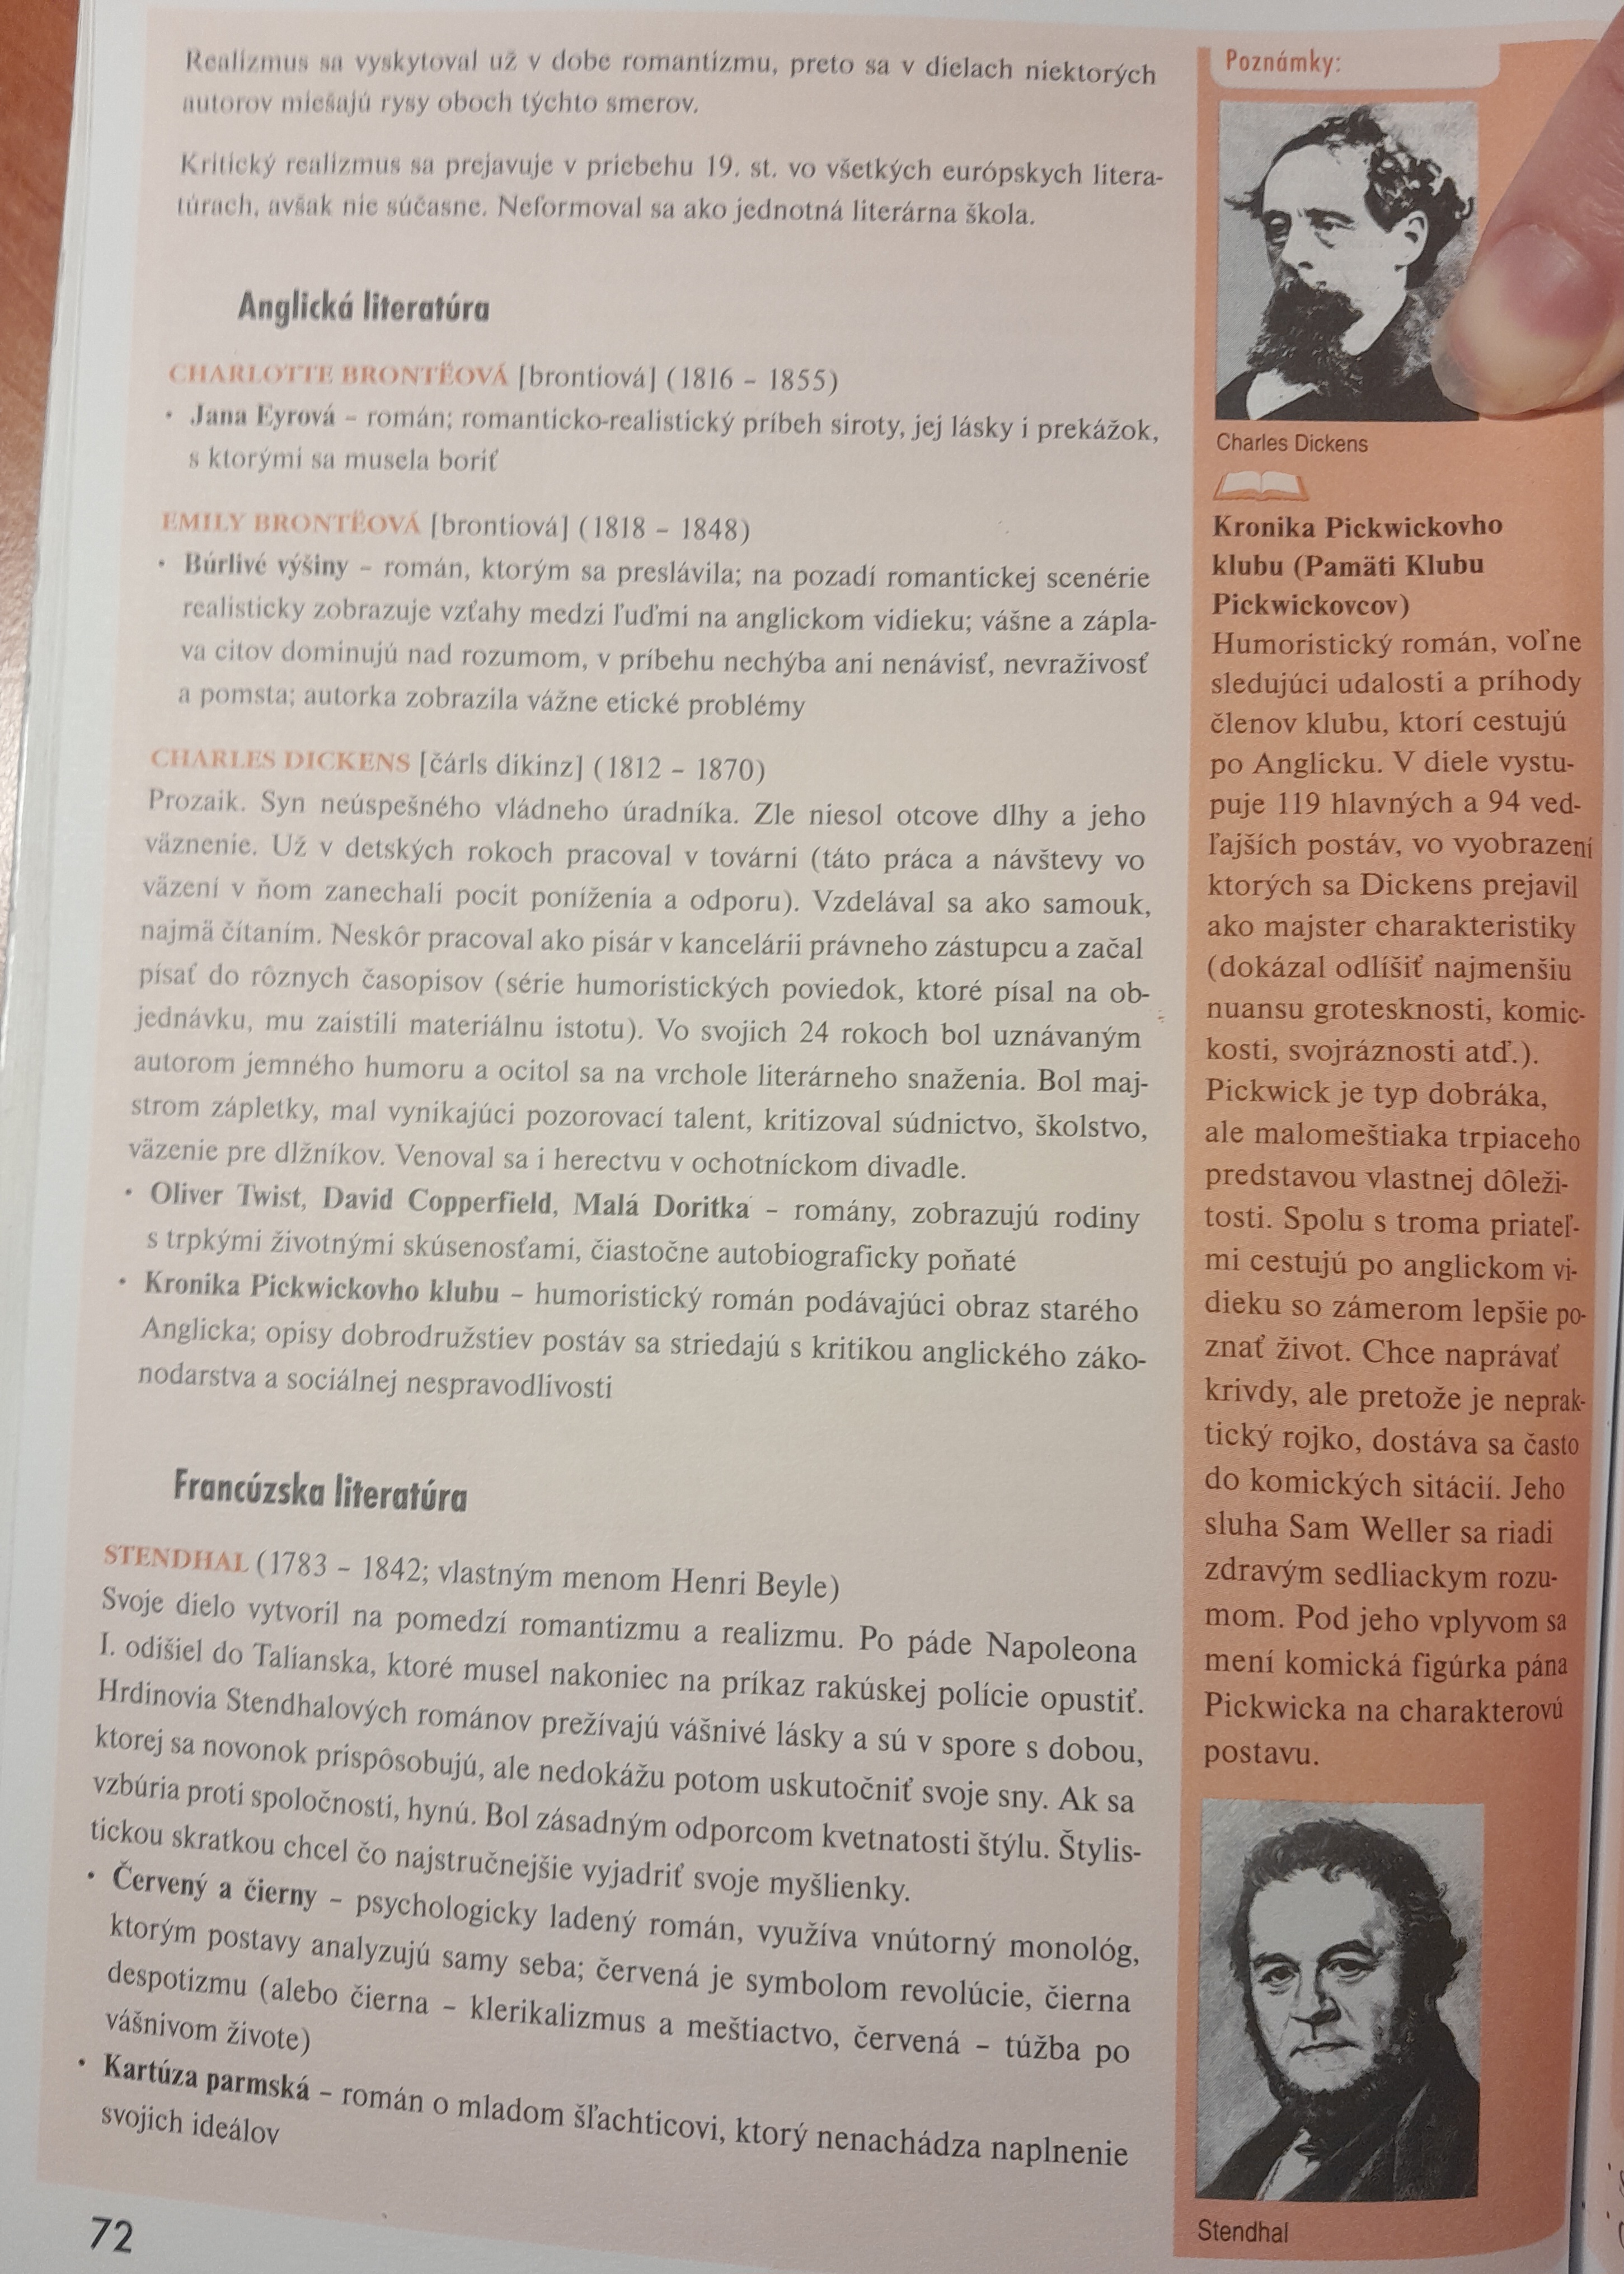 Realizmus sa vyskytoval už v dobe romantizmu, preto sa v dielach niektorých
autorov miešajú rysy oboch týchto smerov.
Kritický realizmus sa prejavuje v priebehu 19. st. vo všetkých európskych litera-
túrach, avšak nie súčasne. Neformoval sa ako jednotná literárna škola.
Anglická literatúra
CHARLOTTE BRONTËOVÁ [brontiová] (1816 – 1855)
• Jana Eyrová – román; romanticko-realistický príbeh siroty, jej lásky i prekážok,
s ktorými sa musela boriť
EMILY BRONTËOVÁ [brontiová] (1818 – 1848)
• Búrlivé výšiny – román, ktorým sa preslávila; na pozadí romantickej scenérie
realisticky zobrazuje vzťahy medzi ľuďmi na anglickom vidieku; vášne a zápla-
va citov dominujú nad rozumom, v príbehu nechýba ani nenávisť, nevraživosť
a pomsta; autorka zobrazila vážne etické problémy
CHARLES DICKENS [čárls dikinz] (1812 – 1870)
Prozaik. Syn neúspešného vládneho úradníka. Zle niesol otcove dlhy a jeho
väznenie. Už v detských rokoch pracoval v továrni (táto práca a návštevy vo
väzení v ňom zanechali pocit poníženia a odporu). Vzdelával sa ako samouk,
najmä čítaním. Neskôr pracoval ako pisár v kancelárii právneho zástupcu a začal
písať do rôznych časopisov (série humoristických poviedok, ktoré písal na ob-
jednávku, mu zaistili materiálnu istotu). Vo svojich 24 rokoch bol uznávaným
autorom jemného humoru a ocitol sa na vrchole literárneho snaženia. Bol maj-
strom zápletky, mal vynikajúci pozorovací talent, kritizoval súdnictvo, školstvo,
väzenie pre dlžníkov. Venoval sa i herectvu v ochotníckom divadle.
• Oliver Twist, David Copperfield, Malá Doritka – romány, zobrazujú rodiny
s trpkými životnými skúsenosťami, čiastočne autobiograficky poňaté
• Kronika Pickwickovho klubu – humoristický román podávajúci obraz starého
Anglicka; opisy dobrodružstiev postáv sa striedajú s kritikou anglického záko-
nodarstva a sociálnej nespravodlivosti
Francúzska literatúra
STENDHAL (1783 – 1842; vlastným menom Henri Beyle)
Svoje dielo vytvoril na pomedzí romantizmu a realizmu. Po páde Napoleona
I. odišiel do Talianska, ktoré musel nakoniec na príkaz rakúskej polície opustiť.
Hrdinovia Stendhalových románov prežívajú vášnivé lásky a sú v spore s dobou,
ktorej sa novonok prispôsobujú, ale nedokážu potom uskutočniť svoje sny. Ak sa
vzbúria proti spoločnosti, hynú. Bol zásadným odporcom kvetnatosti štýlu. Štylis-
tickou skratkou chcel čo najstručnejšie vyjadriť svoje myšlienky.
• Červený a čierny – psychologicky ladený román, využíva vnútorný monológ,
ktorým postavy analyzujú samy seba; červená je symbolom revolúcie, čierna
despotizmu (alebo čierna – klerikalizmus a meštiactvo, červená – túžba po
vášnivom živote)
• Kartúza parmská – román o mladom šľachticovi, ktorý nenachádza naplnenie
svojich ideálov
72
Poznámky:
Charles Dickens
Kronika Pickwickovho
klubu (Pamäti Klubu
Pickwickovcov)
Humoristický román, voľne
sledujúci udalosti a príhody
členov klubu, ktorí cestujú
po Anglicku. V diele vystu-
puje 119 hlavných a 94 ved-
ľajších postáv, vo vyobrazení
ktorých sa Dickens prejavil
ako majster charakteristiky
(dokázal odlíšiť najmenšiu
nuansu grotesknosti, komic-
kosti, svojráznosti atď.).
Pickwick je typ dobráka,
ale malomeštiaka trpiaceho
predstavou vlastnej dôleži-
tosti. Spolu s troma priateľ-
mi cestujú po anglickom vi-
dieku so zámerom lepšie po-
znať život. Chce naprávať
krivdy, ale pretože je neprak-
tický rojko, dostáva sa často
do komických sitácií. Jeho
sluha Sam Weller sa riadi
zdravým sedliackym rozu-
mom. Pod jeho vplyvom sa
mení komická figúrka pána
Pickwicka na charakterovú
postavu.
Stendhal